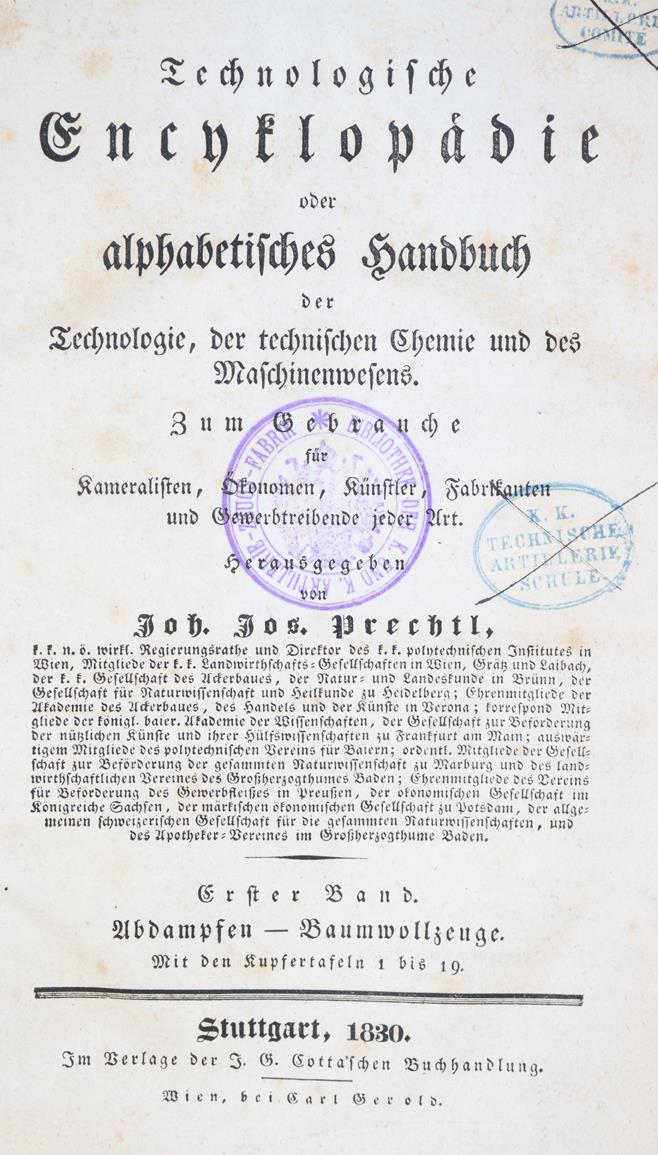 K. K.
ARTILLERIE
COMITÉ
Technologische
Encyklopädie
oder
alphabetisches Handbuch
der
Technologie, der technischen Chemie und des
Maschinenwesens.
Zum Gebrauche
für
Kameralisten, Ökonomen, Künstler, Fabrikanten
und Gewerbtreibende jeder Art.
BIBLIOTHEK DER K. UND K. ARTILLERIE-ZEUGS-FABRIK
K. K.
TECHNISCHE
ARTILLERIE
SCHULE
Herausgegeben
von
Joh. Jos. Prechtl,
k. k. n. ö. wirkl. Regierungsrathe und Direktor des k. k. polytechnischen Institutes in
Wien, Mitgliede der k. k. Landwirthschafts-Gesellschaften in Wien, Grätz und Laibach,
der k. k. Gesellschaft des Ackerbaues, der Natur- und Landeskunde in Brünn, der
Gesellschaft für Naturwissenschaft und Heilkunde zu Heidelberg; Ehrenmitgliede der
Akademie des Ackerbaues, des Handels und der Künste in Verona; korrespond Mit-
gliede der königl. baier. Akademie der Wissenschaften, der Gesellschaft zur Beförderung
der nützlichen Künste und ihrer Hülfswissenschaften zu Frankfurt am Main; auswär-
tigem Mitgliede des polytechnischen Vereins für Baiern; ordentl. Mitgliede der Gesell-
schaft zur Beförderung der gesammten Naturwissenschaft zu Marburg und des land-
wirthschaftlichen Vereines des Großherzogthumes Baden; Ehrenmitgliede des Vereins
für Beförderung des Gewerbfleißes in Preußen, der ökonomischen Gesellschaft im
Königreiche Sachsen, der märkischen ökonomischen Gesellschaft zu Potsdam, der allge-
meinen schweizerischen Gesellschaft für die gesammten Naturwissenschaften, und
des Apotheker-Vereines im Großherzogthume Baden.
Erster Band.
Abdampfen — Baumwollzeuge.
Mit den Kupfertafeln 1 bis 19.
Stuttgart, 1830.
Im Verlage der J. G. Cotta'schen Buchhandlung.
Wien, bei Carl Gerold.